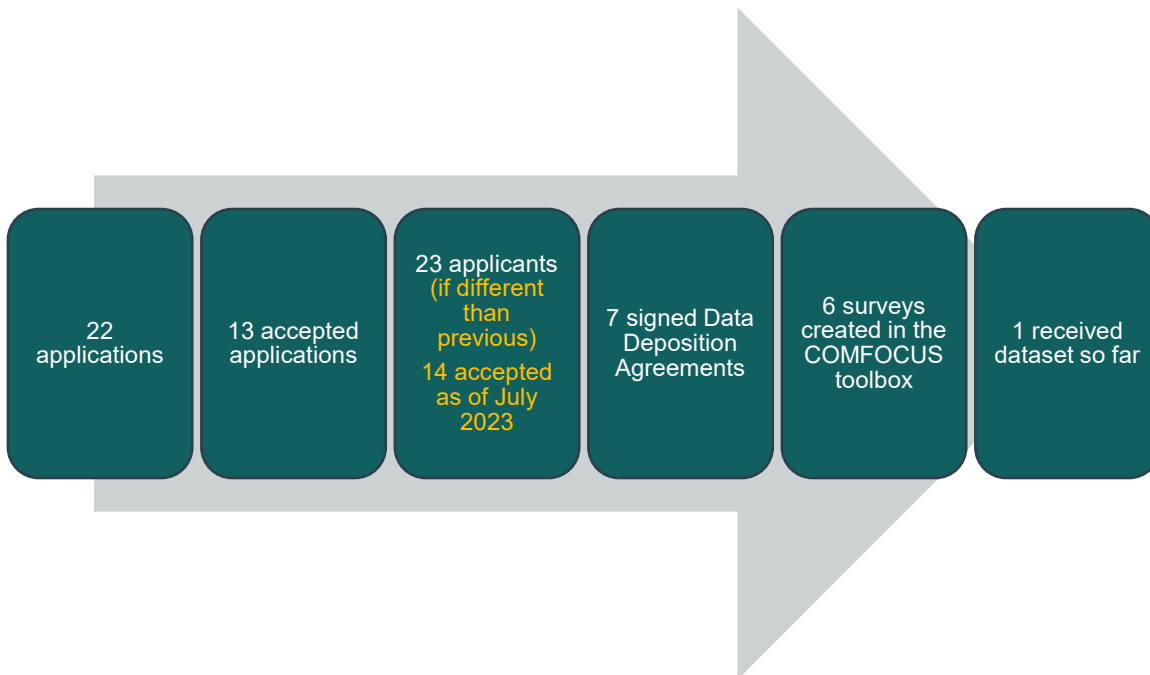 22
applications
13 accepted
applications
23 applicants
(if different
than
previous)
14 accepted
as of July
2023
7 signed Data
Deposition
Agreements
6 surveys
created in the
COMFOCUS
toolbox
1 received
dataset so far